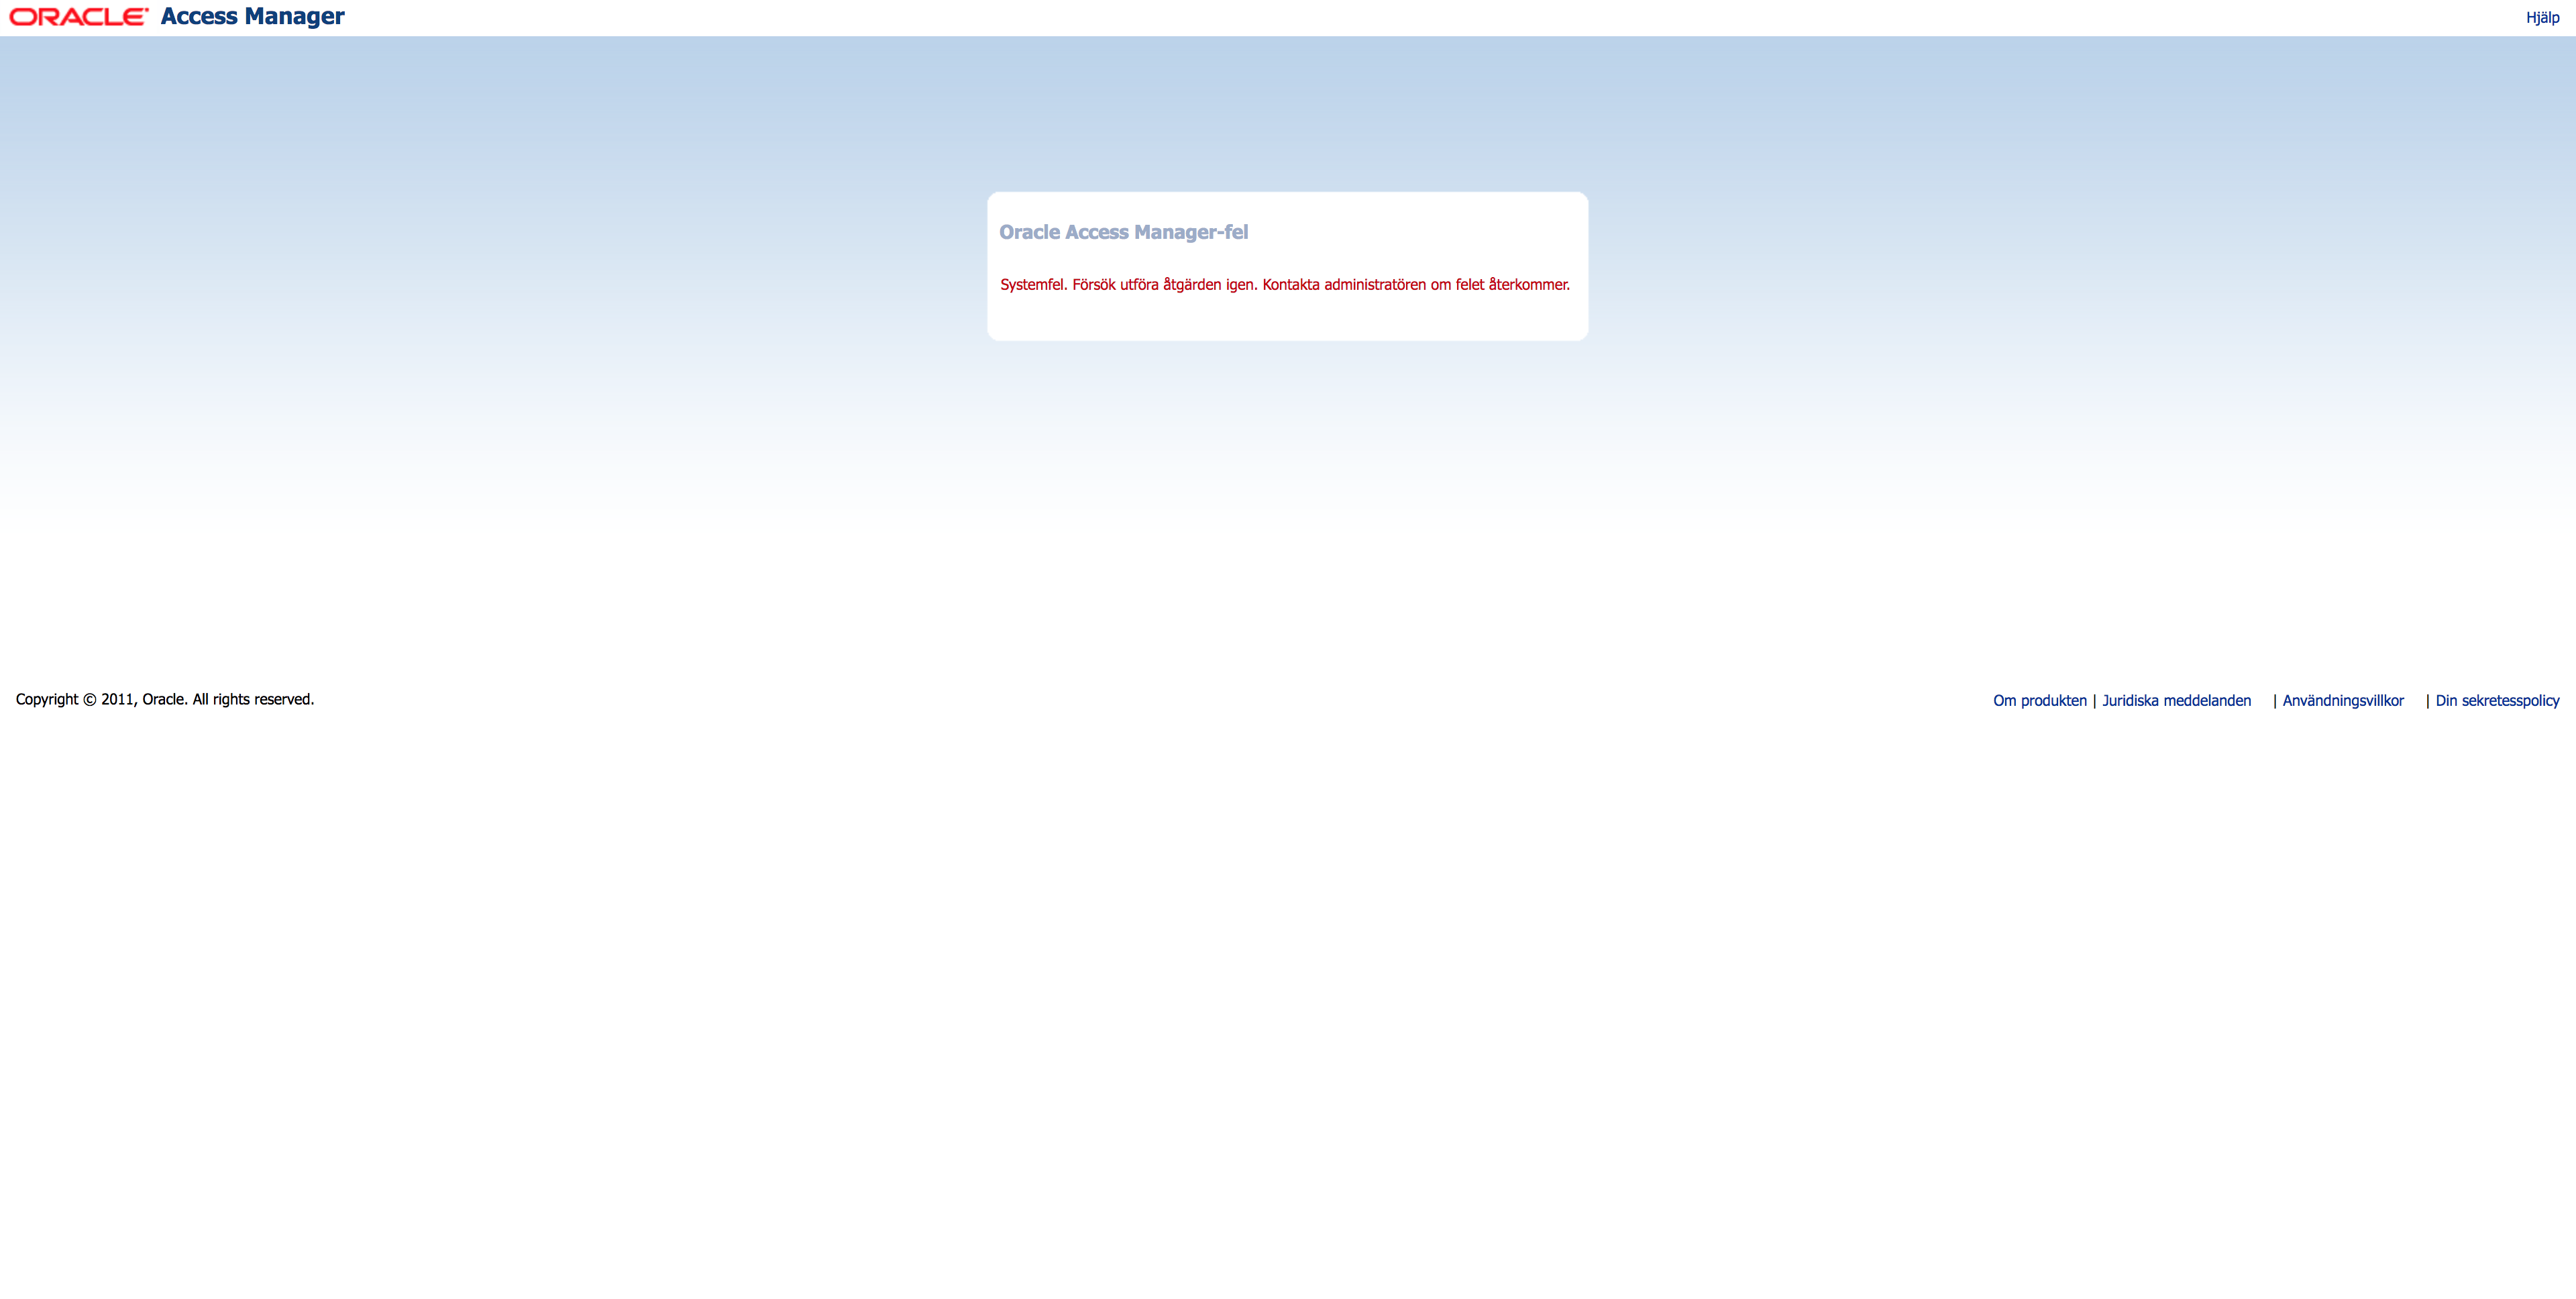 ORACLE Access Manager
Hjälp
Oracle Access Manager-fel
Systemfel. Försök utföra åtgärden igen. Kontakta administratören om felet återkommer.
Copyright © 2011, Oracle. All rights reserved.
Om produkten | Juridiska meddelanden | Användningsvillkor | Din sekretesspolicy